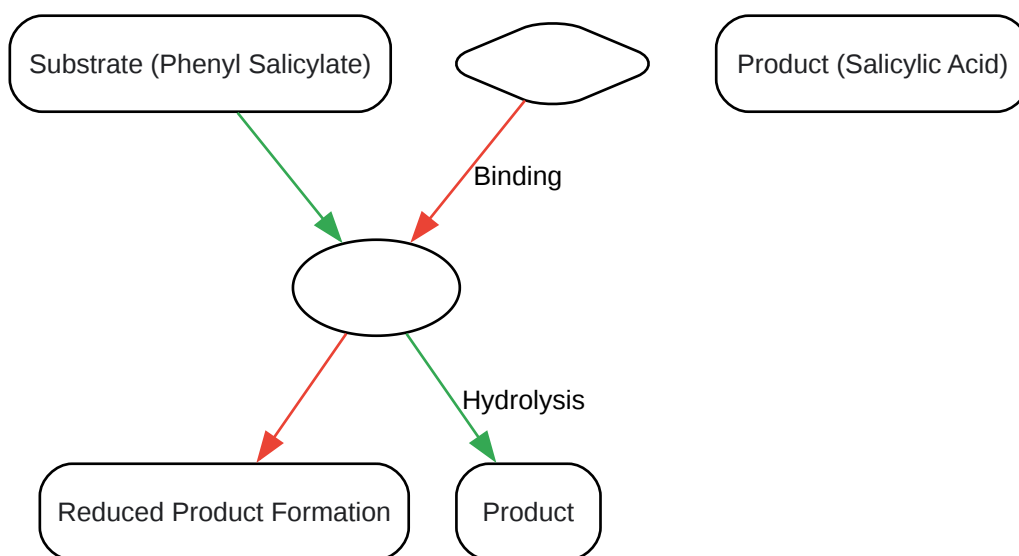 Substrate (Phenyl Salicylate)
Product (Salicylic Acid)
Binding
Hydrolysis
Reduced Product Formation
Product